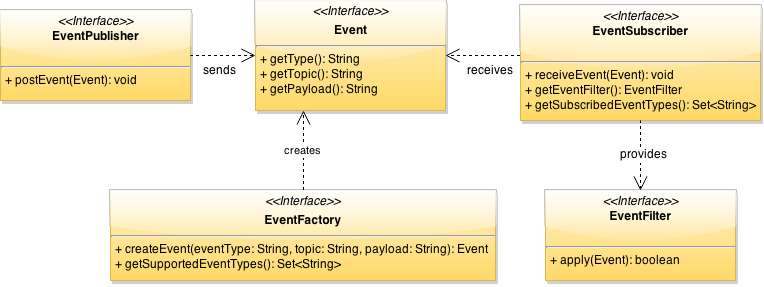 <<Interface>>
EventPublisher
+ postEvent(Event): void
sends
<<Interface>>
Event
+ getType(): String
+ getTopic(): String
+ getPayload(): String
receives
<<Interface>>
EventSubscriber
+ receiveEvent(Event): void
+ getEventFilter(): EventFilter
+ getSubscribedEventTypes(): Set<String>
creates
provides
<<Interface>>
EventFactory
+ createEvent(eventType: String, topic: String, payload: String): Event
+ getSupportedEventTypes(): Set<String>
<<Interface>>
EventFilter
+ apply(Event): boolean